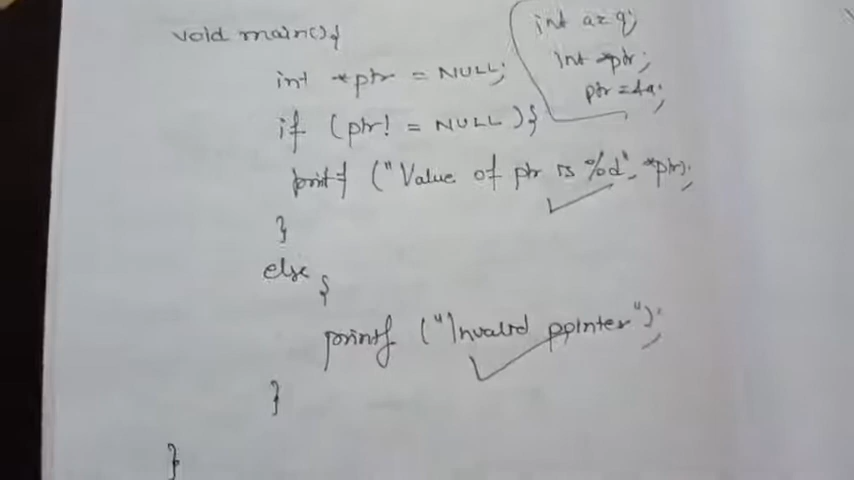 void main(){
int a = 9;
int *ptr;
ptr = &a;
int *ptr = NULL;
if (ptr! = NULL){
printf ("Value of ptr is %d", *ptr);
}
else
{
printf ("Invalid pointer");
}
}